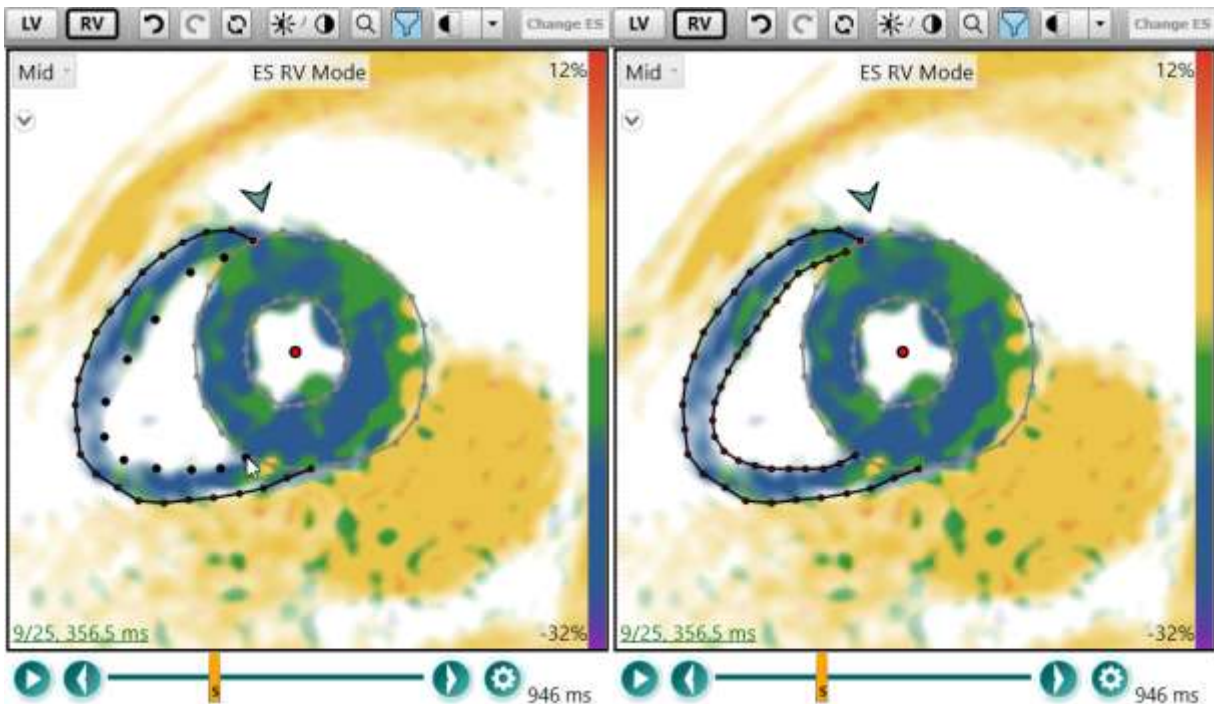 LV RV / Change ES
Mid ES RV Mode 12%
9/25, 356.5 ms -32%
S 946 ms
LV RV / Change ES
Mid ES RV Mode 12%
9/25, 356.5 ms -32%
S 946 ms